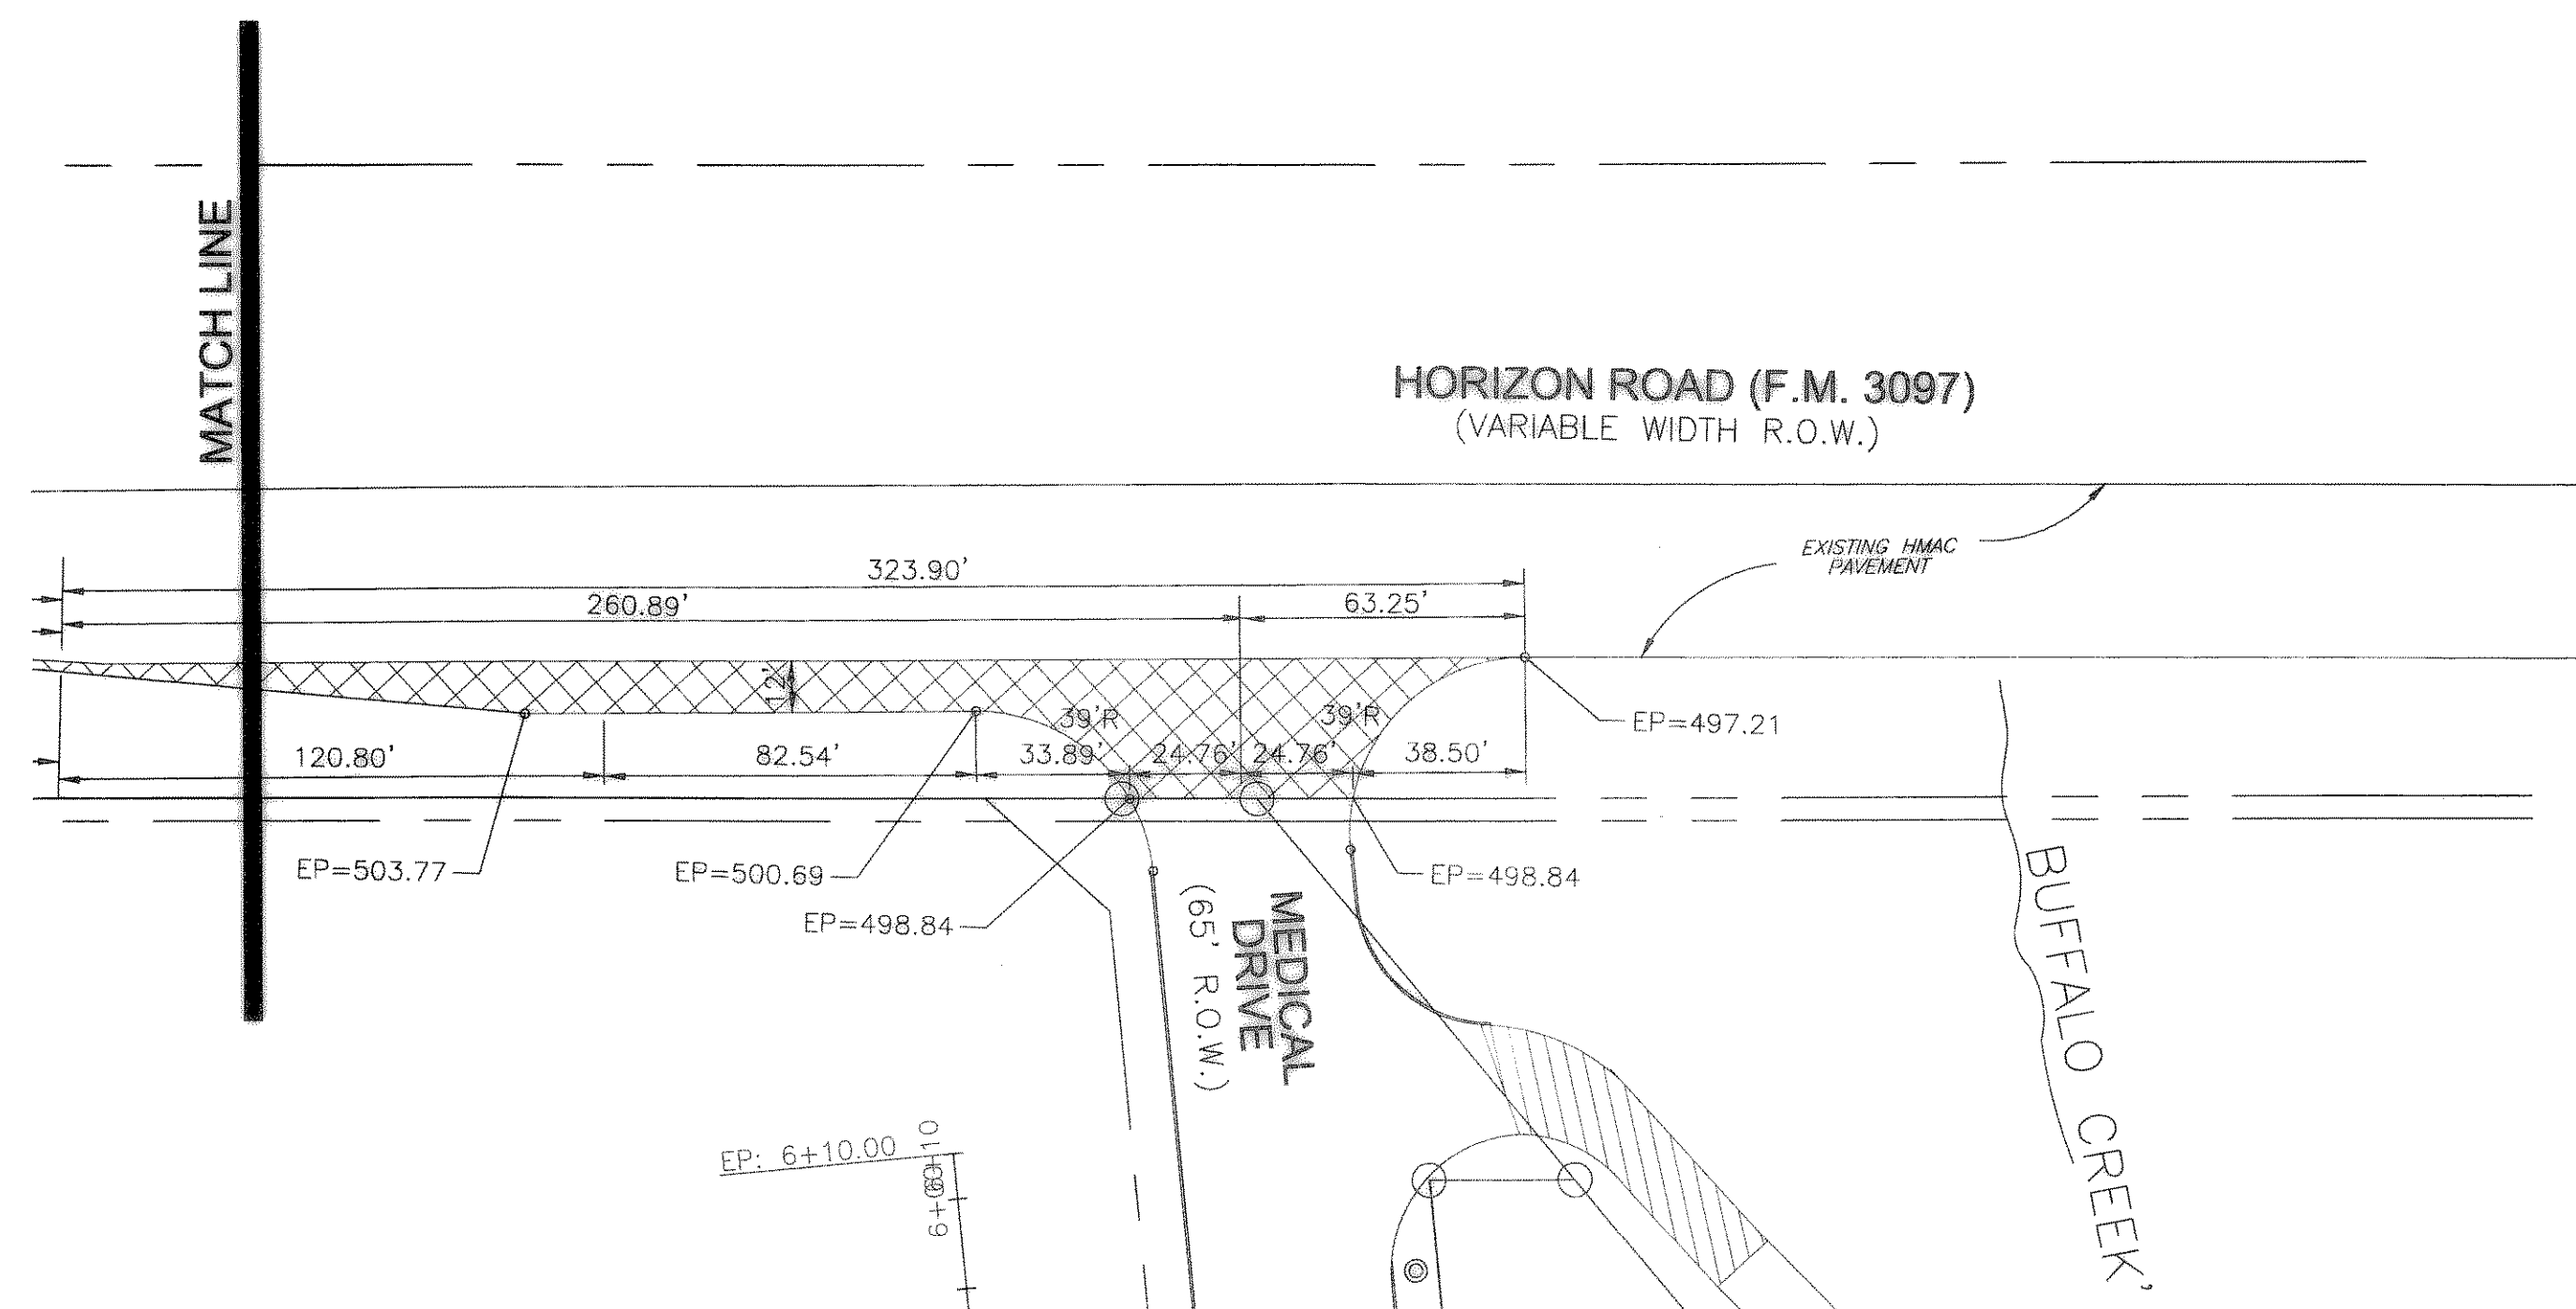 MATCH LINE
HORIZON ROAD (F.M. 3097)
(VARIABLE WIDTH R.O.W.)
EXISTING HMAC
PAVEMENT
323.90'
260.89'
63.25'
12'
39'R
39'R
EP=497.21
120.80'
82.54'
33.89'
24.76'
24.76'
38.50'
EP=503.77
EP=500.69
EP=498.84
EP=498.84
MEDICAL
DRIVE
(65' R.O.W.)
BUFFALO CREEK'
EP: 6+10.00